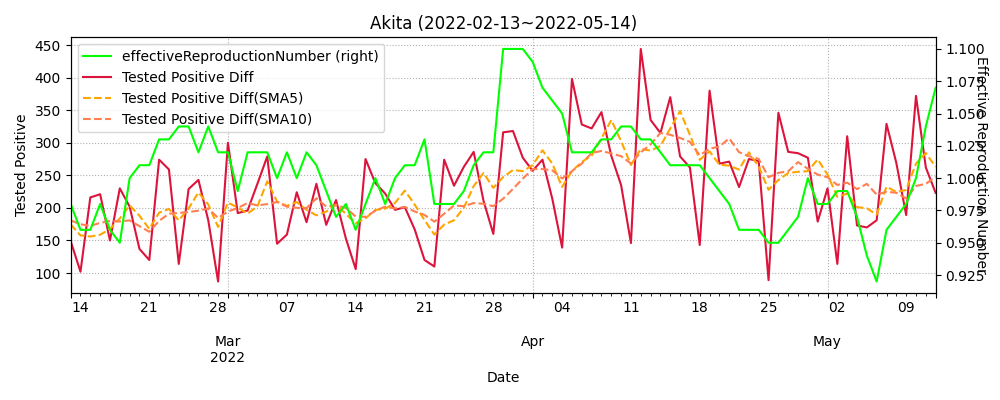 Akita (2022-02-13~2022-05-14)
effectiveReproductionNumber (right)
Tested Positive Diff
Tested Positive Diff(SMA5)
Tested Positive Diff(SMA10)
Tested Positive
450
400
350
300
250
200
150
100
1.100
1.075
1.050
1.025
1.000
0.975
0.950
0.925
Effective Reproduction Number
14 21 28 07 14 21 28 04 11 18 25 02 09
Mar Apr May
2022
Date